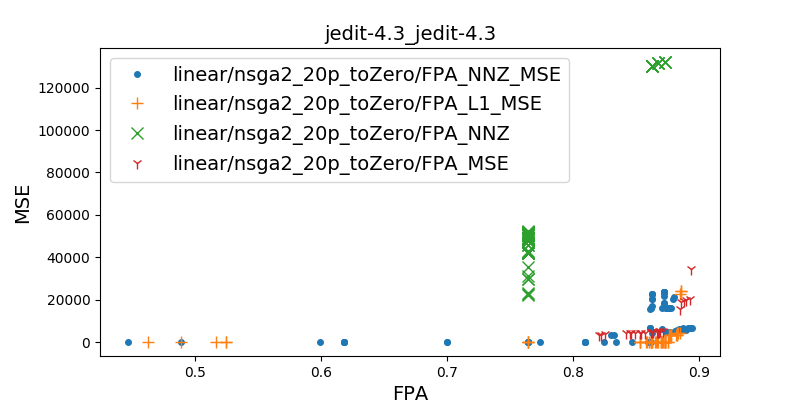 jedit-4.3_jedit-4.3
linear/nsga2_20p_toZero/FPA_NNZ_MSE
linear/nsga2_20p_toZero/FPA_L1_MSE
linear/nsga2_20p_toZero/FPA_NNZ
linear/nsga2_20p_toZero/FPA_MSE
MSE
120000
100000
80000
60000
40000
20000
0
0.5 0.6 0.7 0.8 0.9
FPA